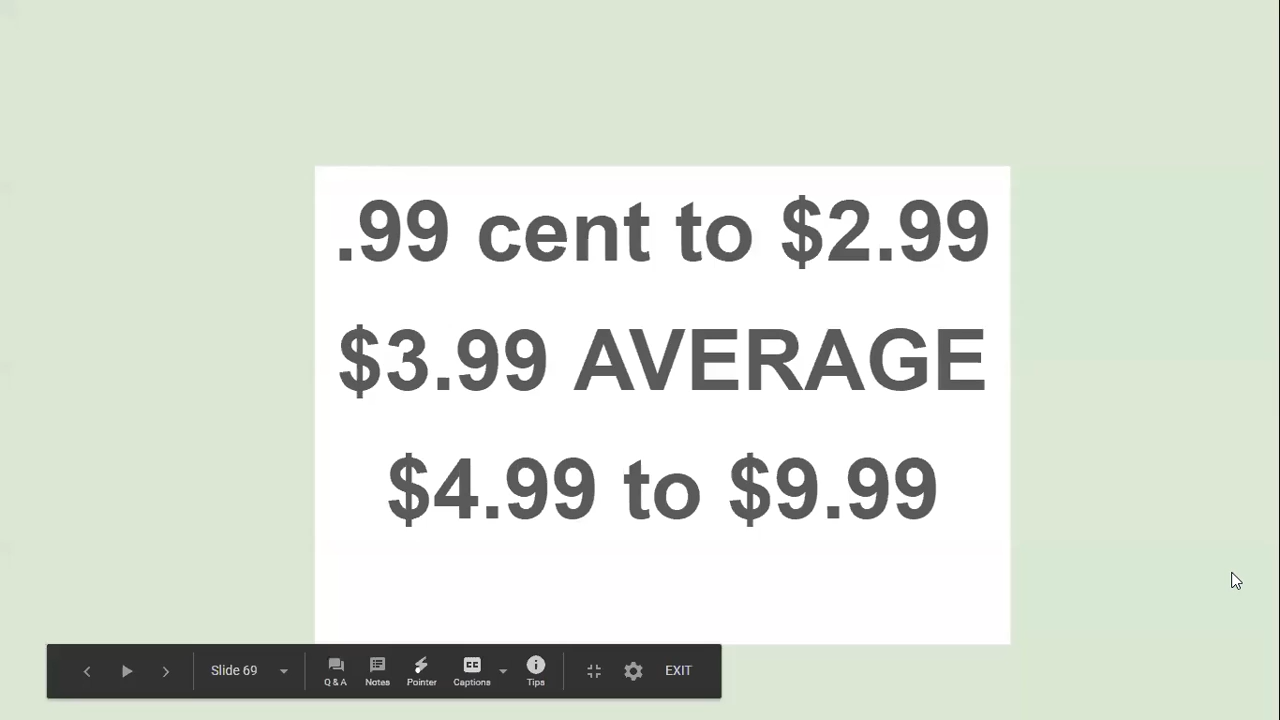 .99 cent to $2.99
$3.99 AVERAGE
$4.99 to $9.99
Slide 69
Q & A
Notes
Pointer
CC
Captions
Tips
EXIT